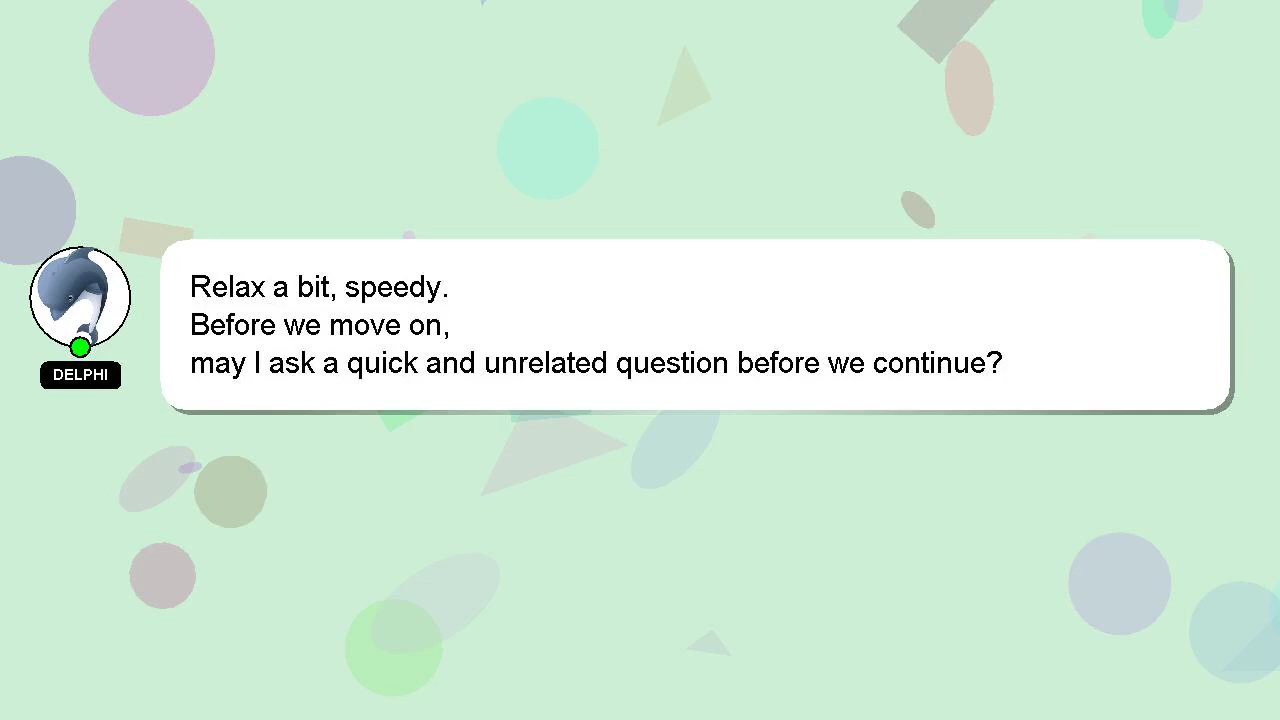 Relax a bit, speedy.
Before we move on,
may I ask a quick and unrelated question before we continue?
DELPHI